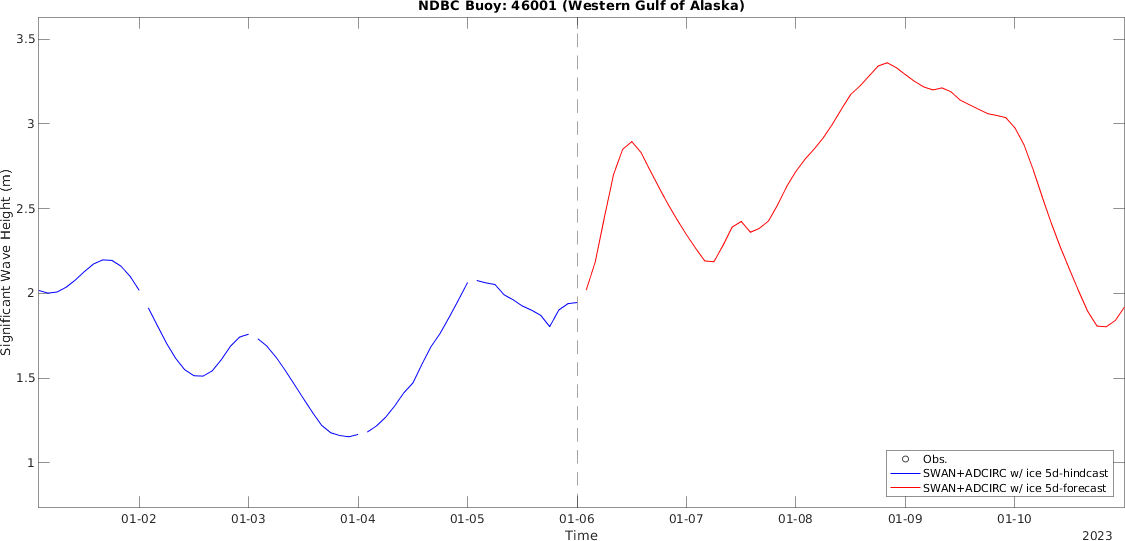 NDBC Buoy: 46001 (Western Gulf of Alaska)
Significant Wave Height (m)
3.5
3
2.5
2
1.5
1
Obs.
SWAN+ADCIRC w/ ice 5d-hindcast
SWAN+ADCIRC w/ ice 5d-forecast
01-02 01-03 01-04 01-05 01-06 01-07 01-08 01-09 01-10
Time
2023